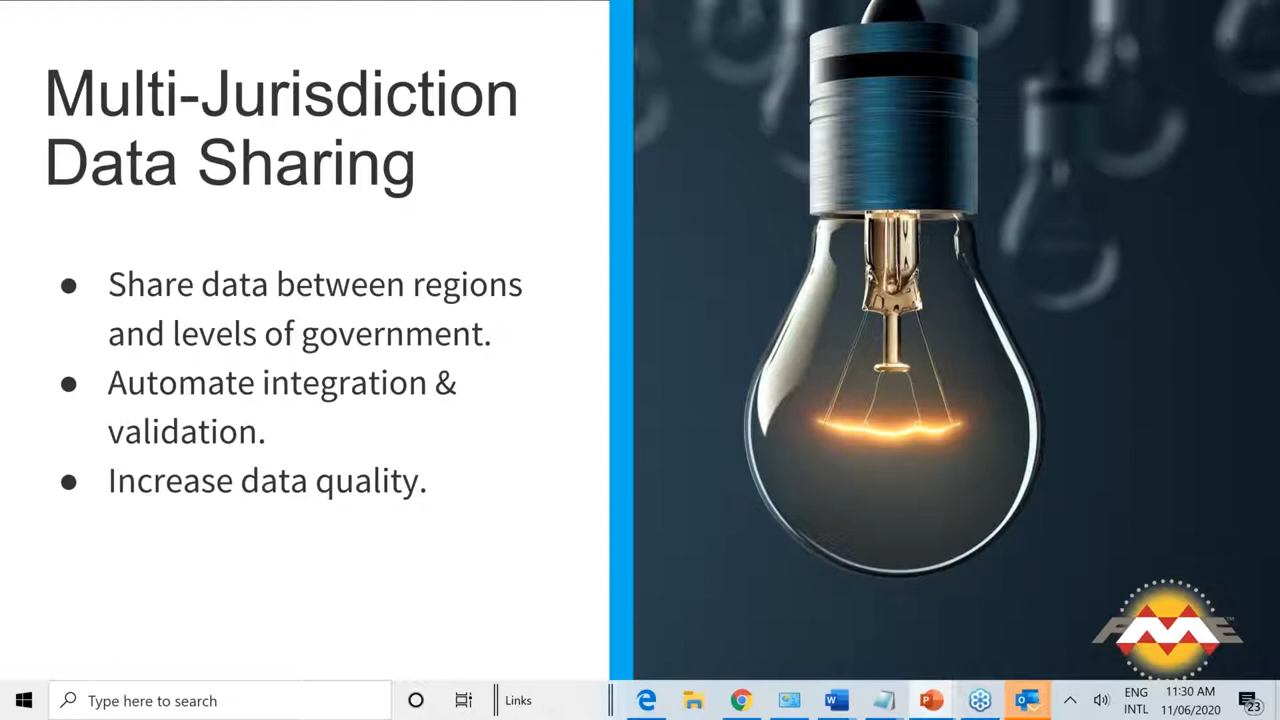 Multi-Jurisdiction
Data Sharing
● Share data between regions
and levels of government.
● Automate integration &
validation.
● Increase data quality.
FME
Type here to search
Links
ENG
INTL
11:30 AM
11/06/2020
23